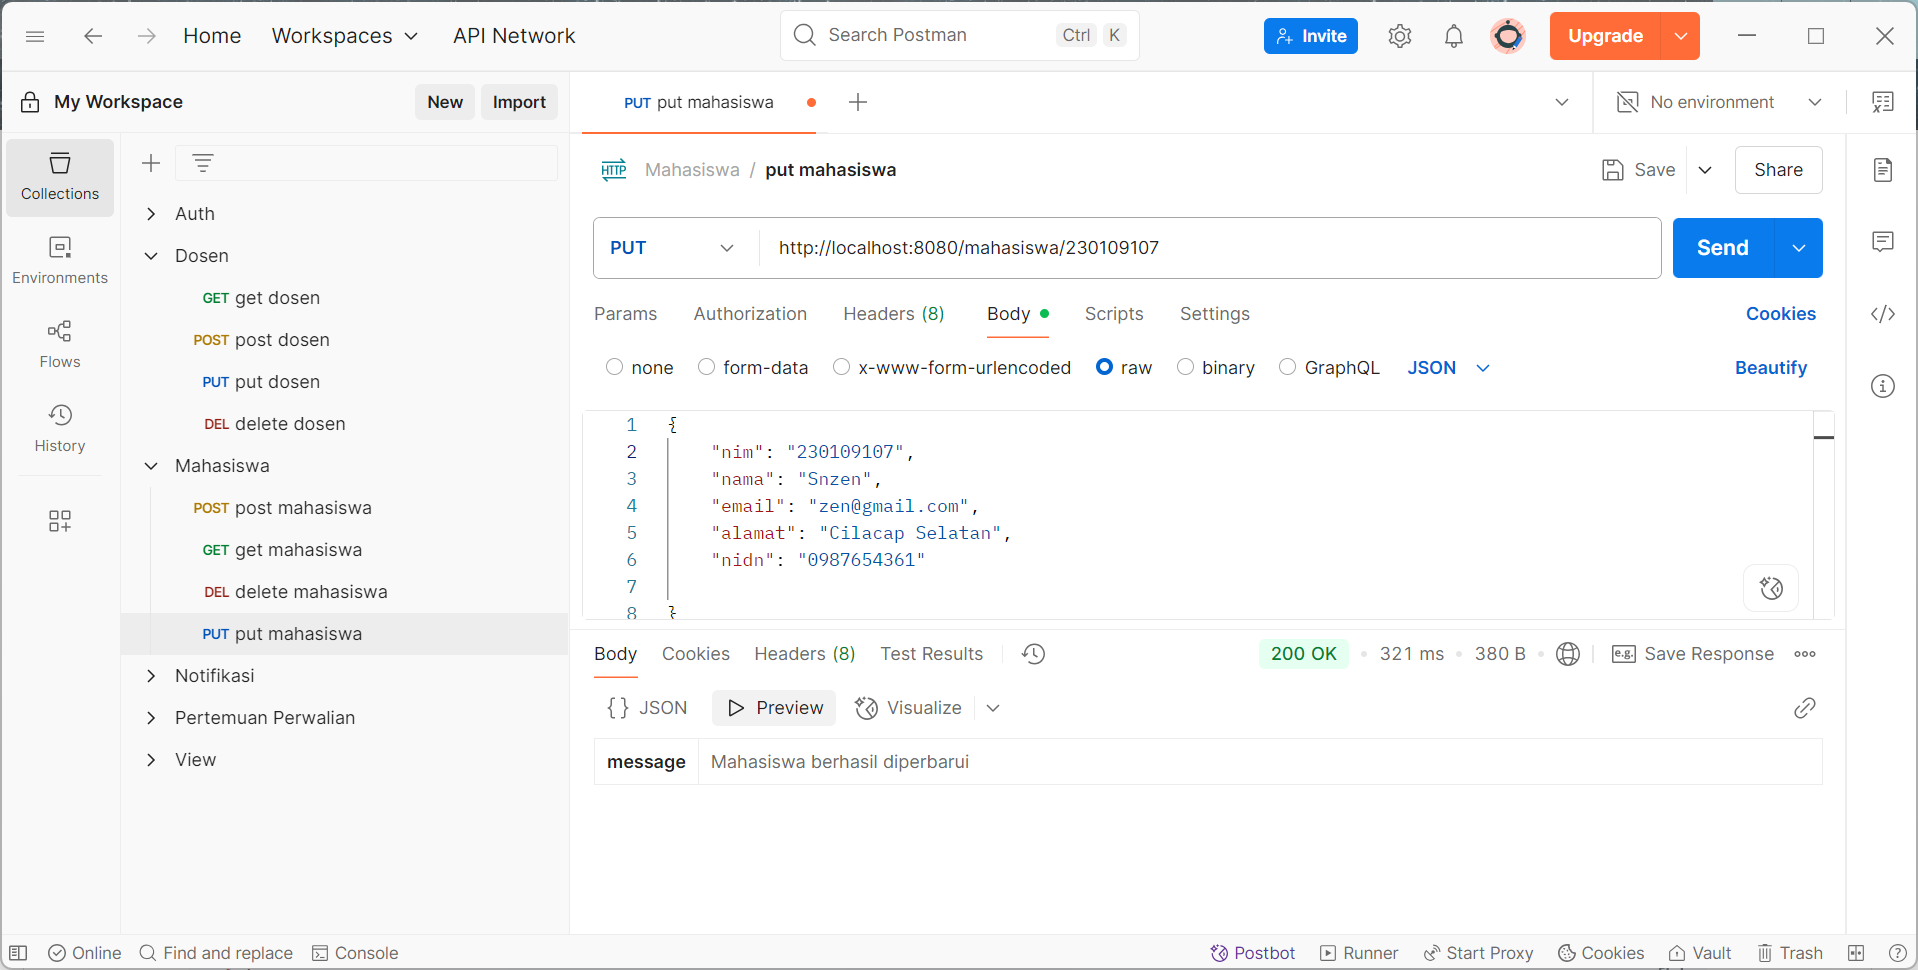 Home Workspaces API Network Search Postman Ctrl K Invite Upgrade
My Workspace New Import PUT put mahasiswa No environment
Collections
Environments
Flows
History
Auth
Dosen
GET get dosen
POST post dosen
PUT put dosen
DEL delete dosen
Mahasiswa
POST post mahasiswa
GET get mahasiswa
DEL delete mahasiswa
PUT put mahasiswa
Notifikasi
Pertemuan Perwalian
View
HTTP Mahasiswa / put mahasiswa Save Share
PUT http://localhost:8080/mahasiswa/230109107 Send
Params Authorization Headers (8) Body Scripts Settings Cookies
none form-data x-www-form-urlencoded raw binary GraphQL JSON Beautify
1 {
2 "nim": "230109107",
3 "nama": "Snzen",
4 "email": "zen@gmail.com",
5 "alamat": "Cilacap Selatan",
6 "nidn": "0987654361"
7
8 }
Body Cookies Headers (8) Test Results 200 OK • 321 ms • 380 B • e.g. Save Response
{} JSON Preview Visualize
message Mahasiswa berhasil diperbarui
Online Find and replace Console Postbot Runner Start Proxy Cookies Vault Trash